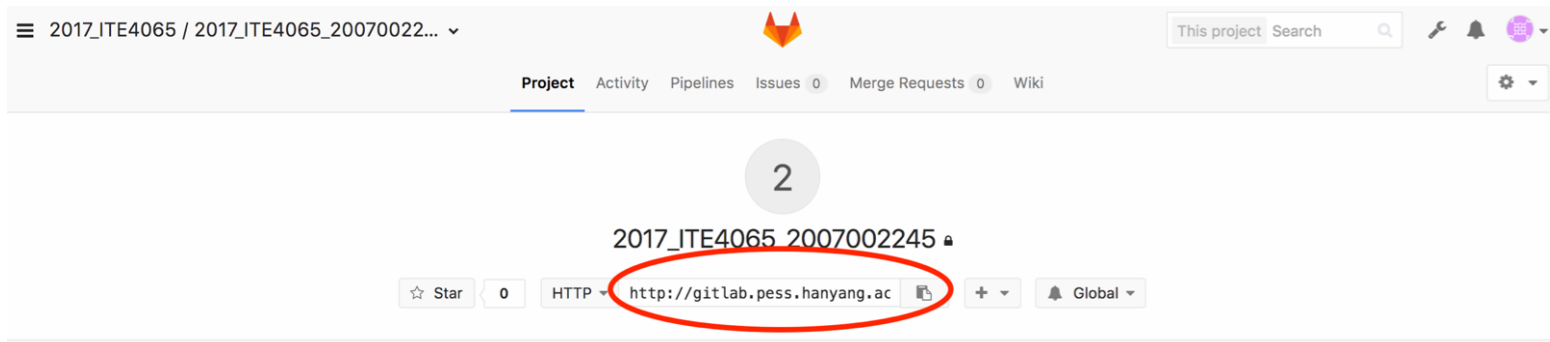 2017_ITE4065 / 2017_ITE4065_20070022...
This project Search
Project Activity Pipelines Issues 0 Merge Requests 0 Wiki
2
2017_ITE4065_2007002245
Star 0 HTTP http://gitlab.pess.hanyang.ac + Global